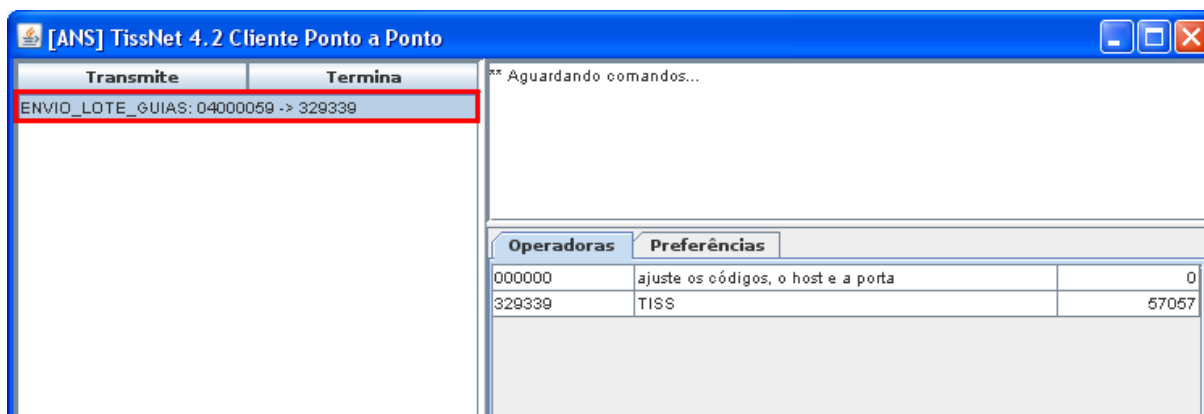 [ANS] TissNet 4.2 Cliente Ponto a Ponto
Transmite Termina
ENVIO_LOTE_GUIAS: 04000059 -> 329339
** Aguardando comandos...
Operadoras Preferências
000000 ajuste os códigos, o host e a porta 0
329339 TISS 57057